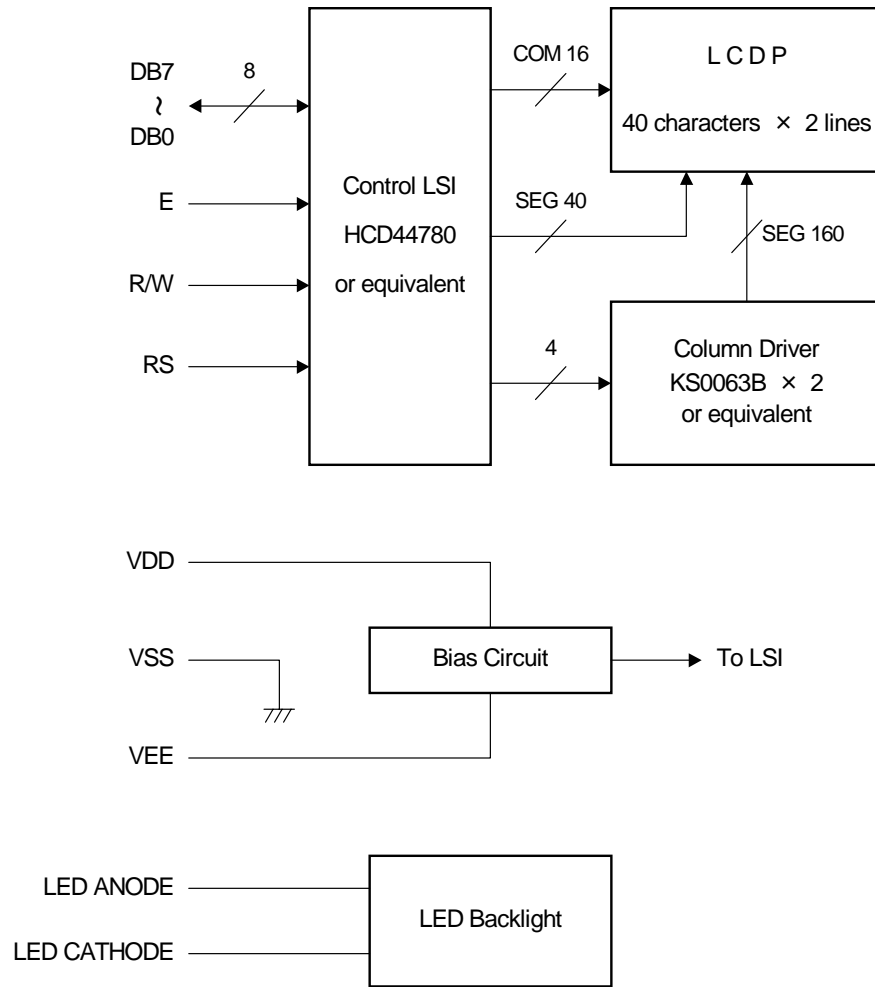 DB7
~
DB0
8
E
R/W
RS
Control LSI
HCD44780
or equivalent
COM 16
SEG 40
4
L C D P
40 characters × 2 lines
SEG 160
Column Driver
KS0063B × 2
or equivalent
VDD
VSS
VEE
Bias Circuit
To LSI
LED ANODE
LED CATHODE
LED Backlight